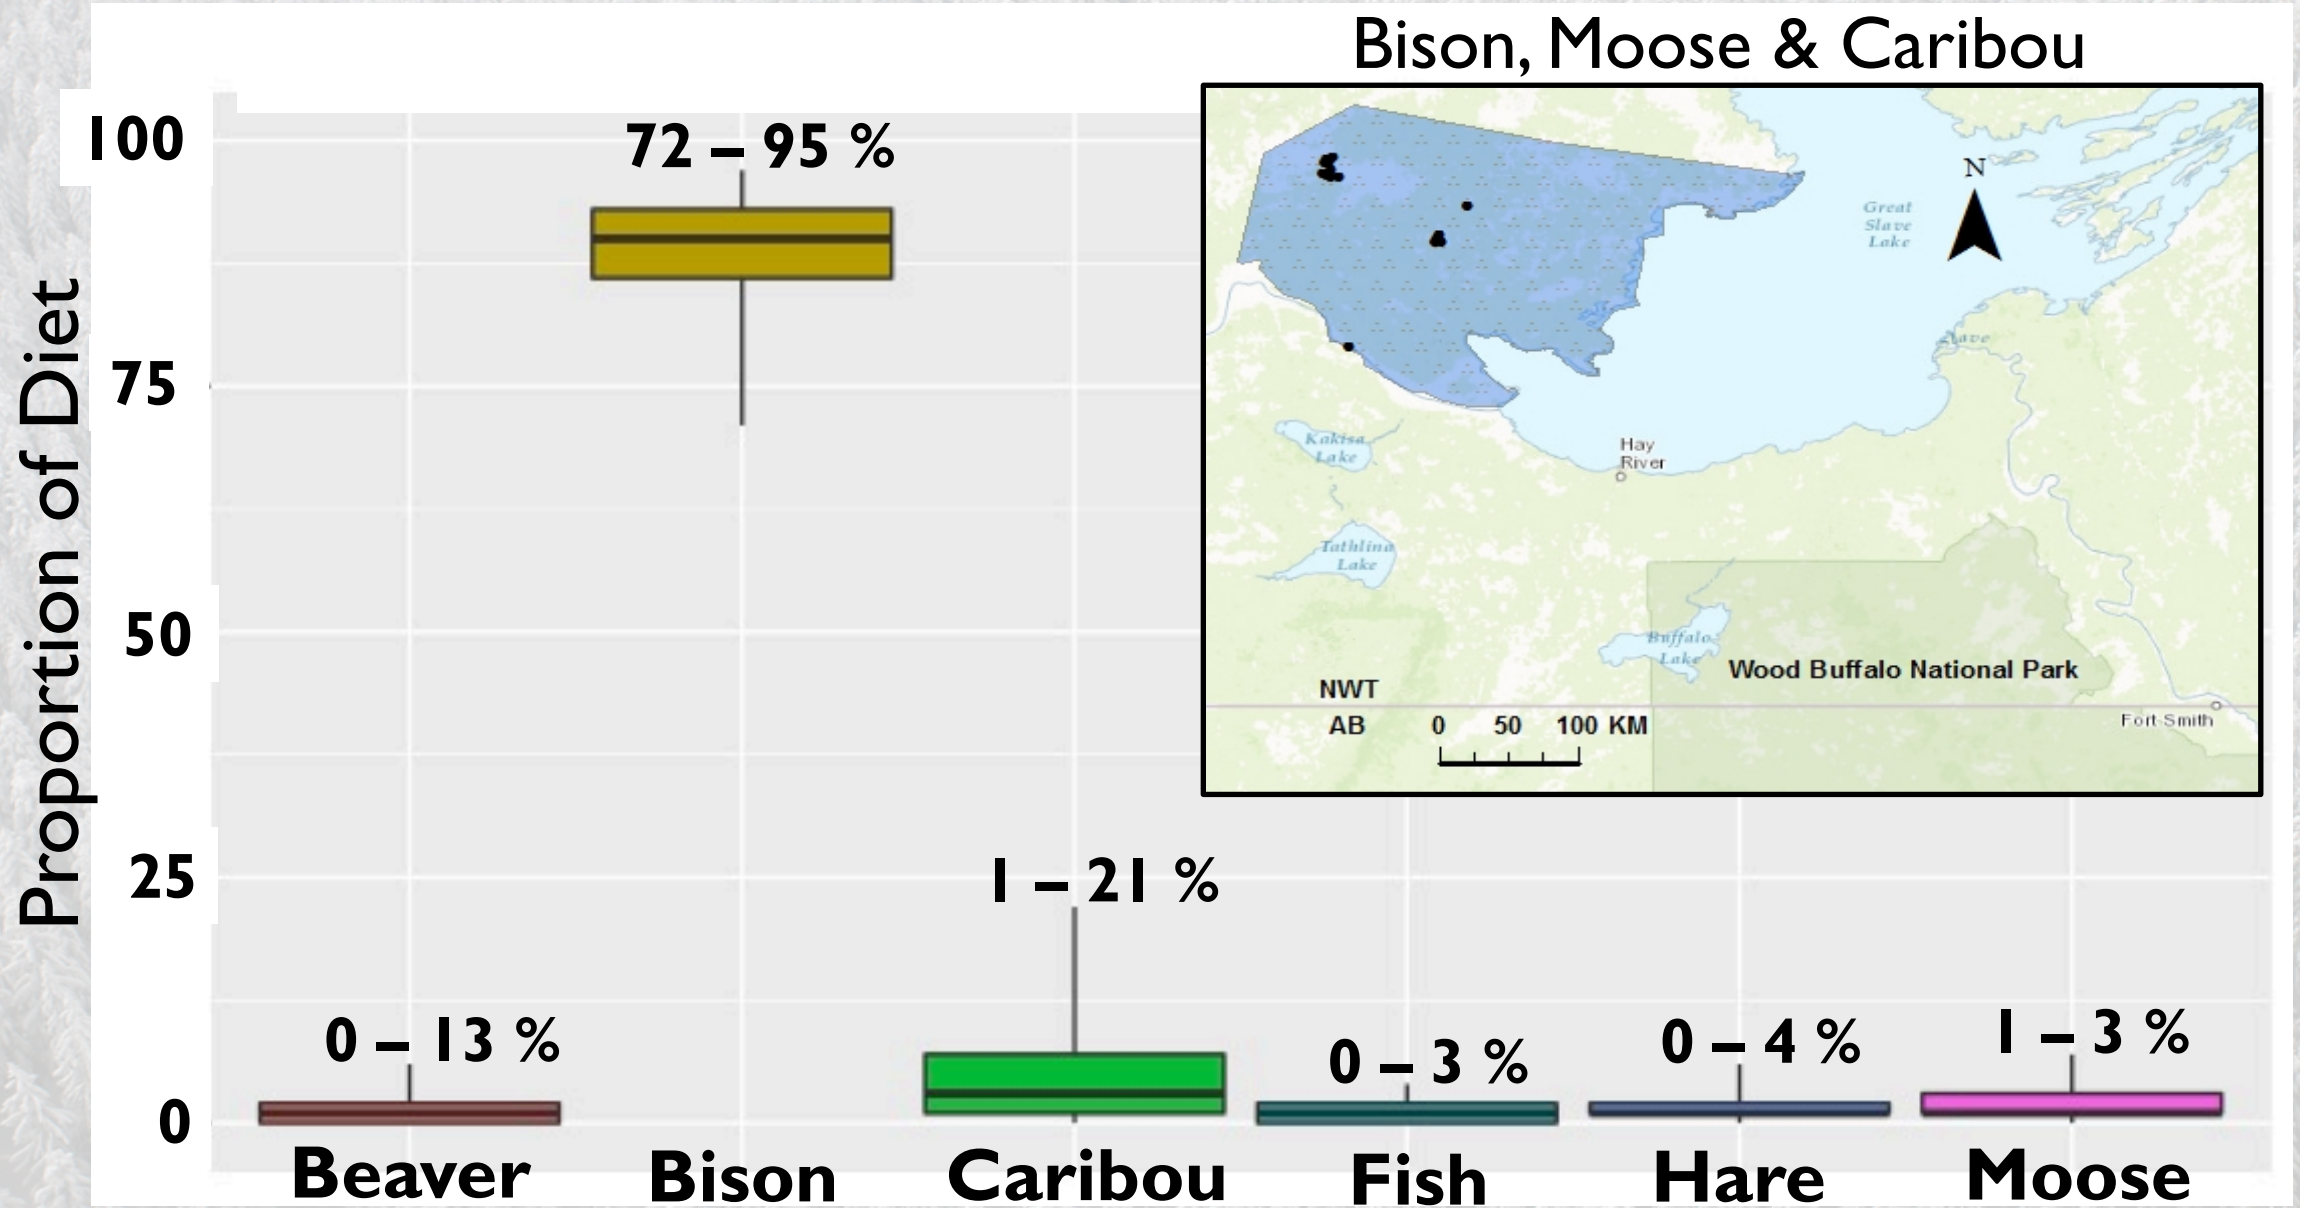 Bison, Moose & Caribou
Proportion of Diet
100
75
50
25
0
0 – 13 %
72 – 95 %
1 – 21 %
0 – 3 %
0 – 4 %
1 – 3 %
Beaver
Bison
Caribou
Fish
Hare
Moose
N
Great
Slave
Lake
Slave
Kakisa
Lake
Hay
River
Tathlina
Lake
Buffalo
Lake
Wood Buffalo National Park
NWT
AB
0 50 100 KM
Fort Smith